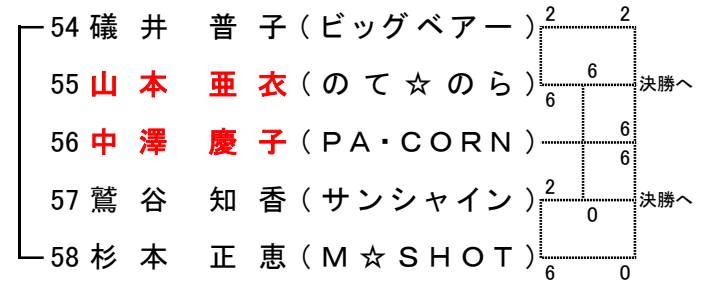 54 礒井 普子(ビッグベアー) 2 2
55 山本 亜衣(のて☆のら) 6 6 決勝へ
56 中澤 慶子(PA・CORN) 6 6
57 鷲谷 知香(サンシャイン) 2 0 決勝へ
58 杉本 正恵(M☆SHOT) 6 0